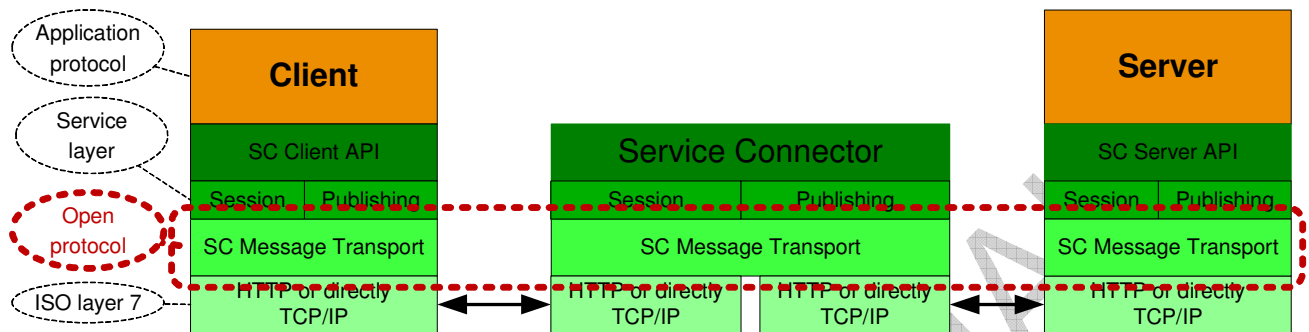 Application
protocol
Client
Server
Service
layer
SC Client API
Service Connector
SC Server API
Session
Publishing
Session
Publishing
Session
Publishing
Open
protocol
SC Message Transport
SC Message Transport
SC Message Transport
ISO layer 7
HTTP or directly
TCP/IP
HTTP or directly
TCP/IP
HTTP or directly
TCP/IP
HTTP or directly
TCP/IP